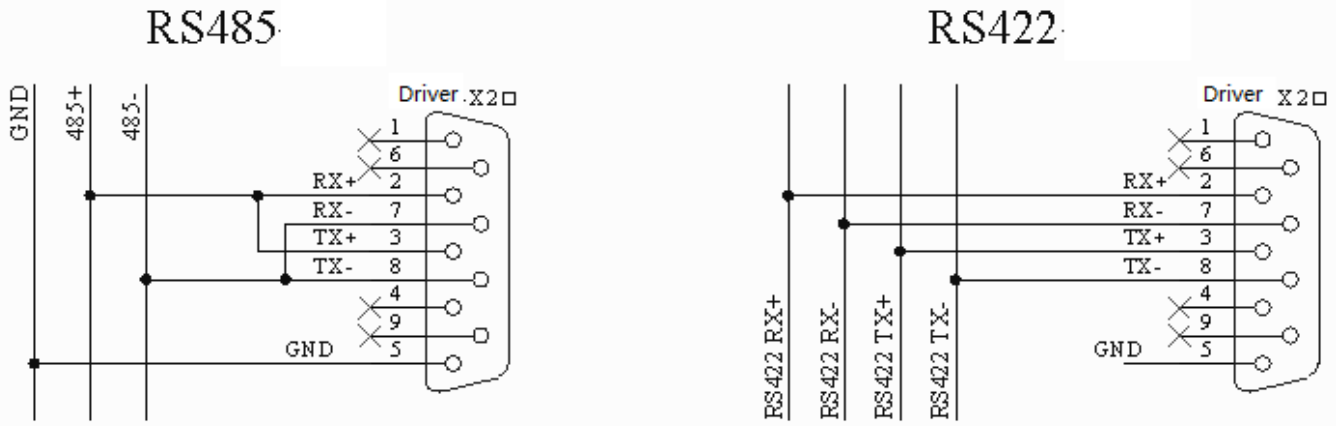 RS485
GND
485+
485-
Driver X2□
1
6
RX+ 2
RX- 7
TX+ 3
TX- 8
4
9
GND 5
RS422
Driver X2□
1
6
RX+ 2
RX- 7
TX+ 3
TX- 8
4
9
GND 5
RS422 RX+
RS422 RX-
RS422 TX+
RS422 TX-